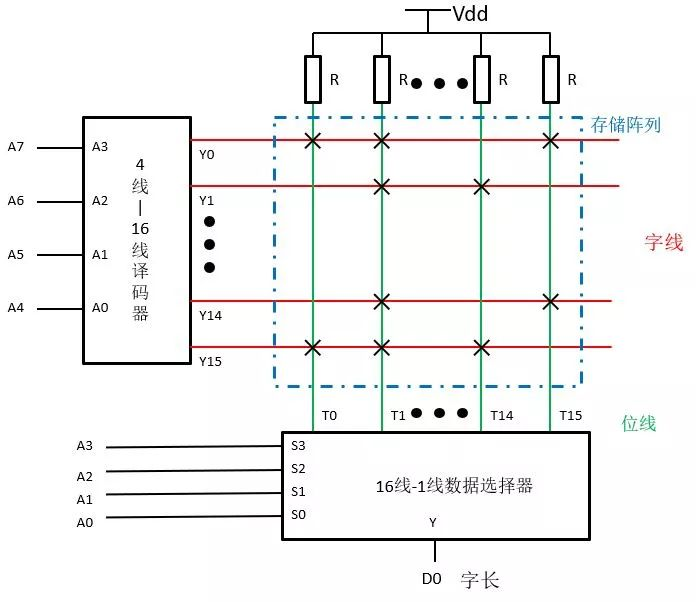 Vdd
R
R
R
R
存储阵列
A7
A3
Y0
A6
A2
Y1
A5
A1
A4
A0
Y14
Y15
4
线
|
16
线
译
码
器
字线
T0
T1
T14
T15
位线
A3
S3
A2
S2
A1
S1
A0
S0
16线-1线数据选择器
Y
D0
字长